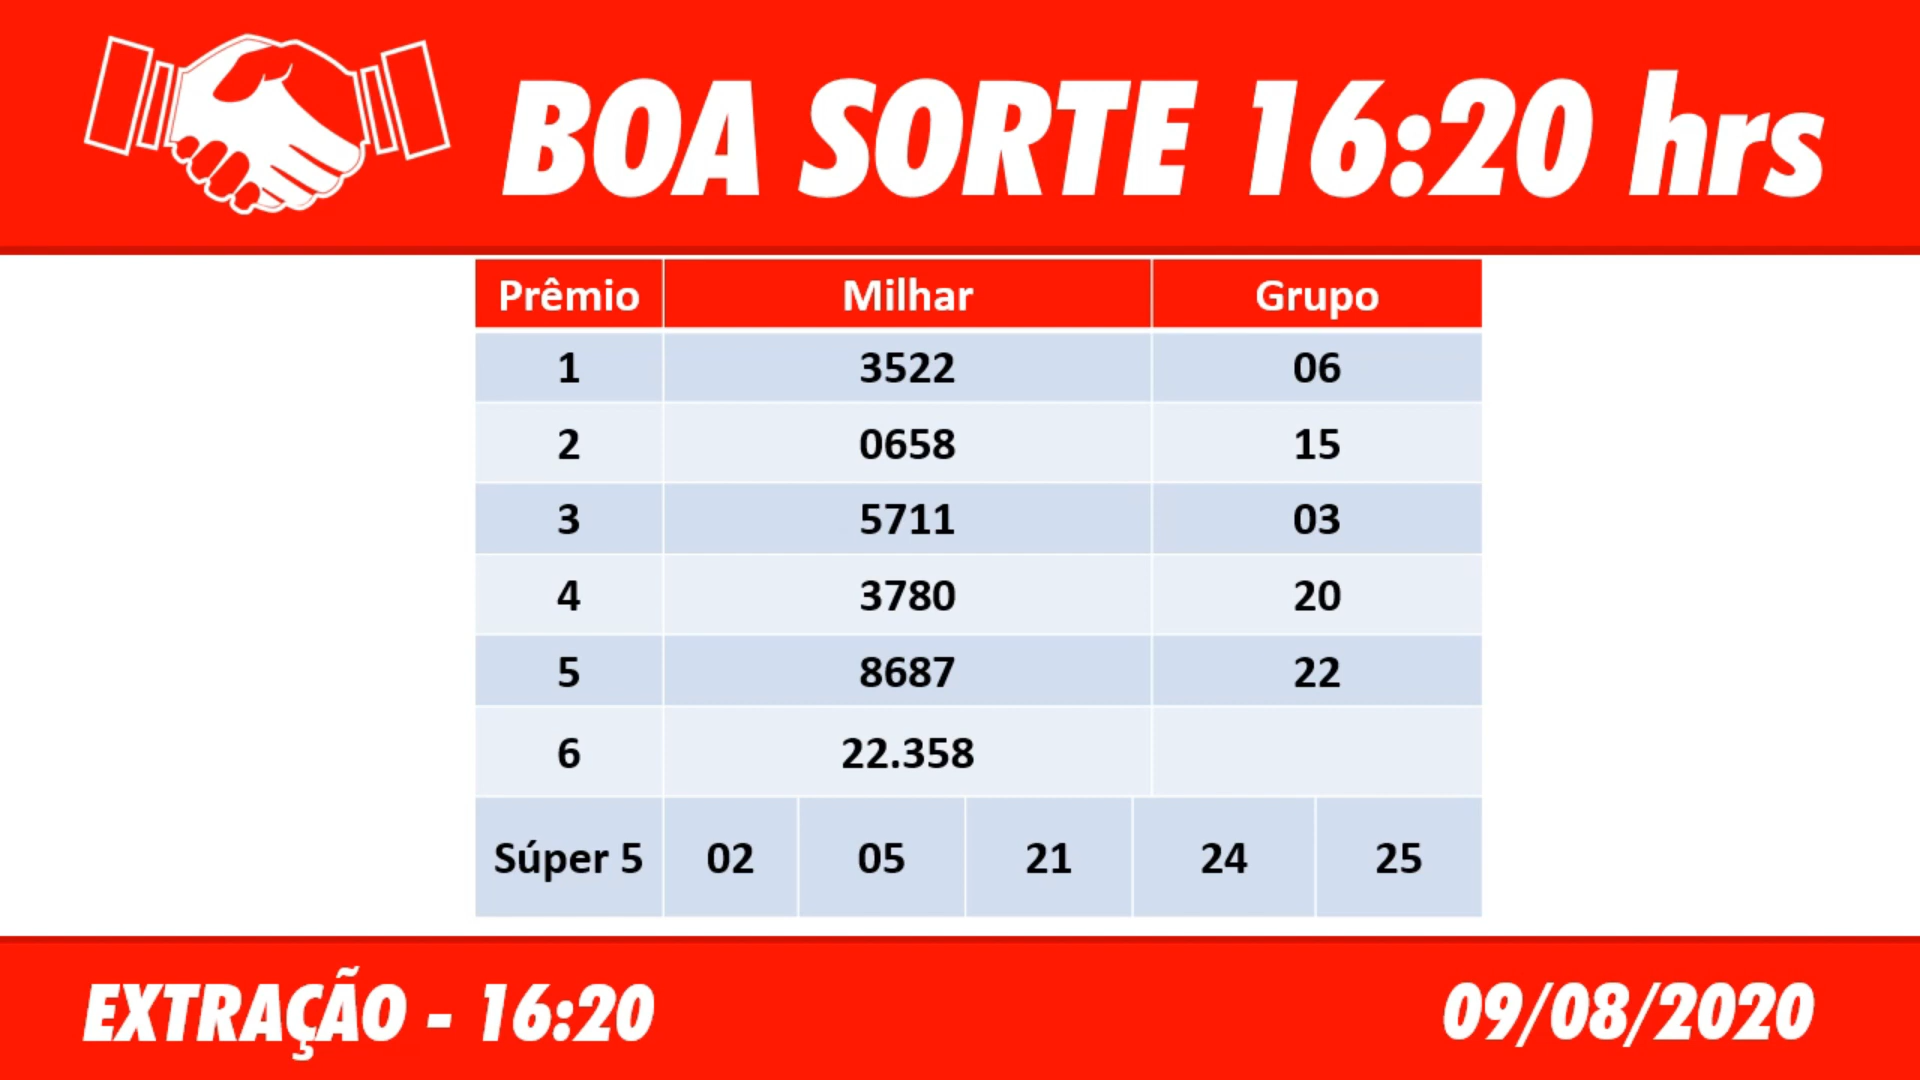 BOA SORTE 16:20 hrs
Prêmio Milhar Grupo
1 3522 06
2 0658 15
3 5711 03
4 3780 20
5 8687 22
6 22.358
Súper 5 02 05 21 24 25
EXTRAÇÃO - 16:20 09/08/2020